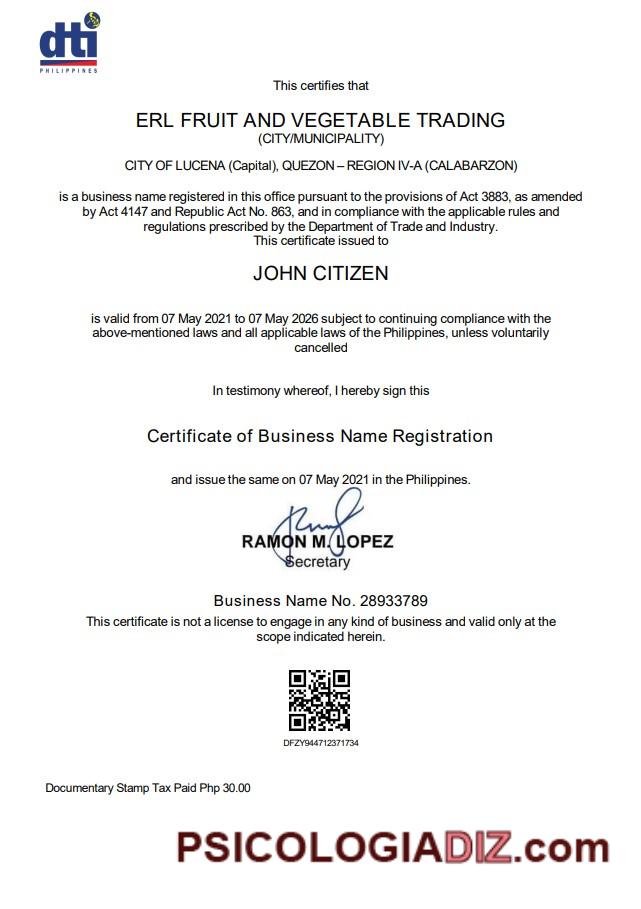 dti
PHILIPPINES
This certifies that
ERL FRUIT AND VEGETABLE TRADING
(CITY/MUNICIPALITY)
CITY OF LUCENA (Capital), QUEZON – REGION IV-A (CALABARZON)
is a business name registered in this office pursuant to the provisions of Act 3883, as amended
by Act 4147 and Republic Act No. 863, and in compliance with the applicable rules and
regulations prescribed by the Department of Trade and Industry.
This certificate issued to
JOHN CITIZEN
is valid from 07 May 2021 to 07 May 2026 subject to continuing compliance with the
above-mentioned laws and all applicable laws of the Philippines, unless voluntarily
cancelled
In testimony whereof, I hereby sign this
Certificate of Business Name Registration
and issue the same on 07 May 2021 in the Philippines.
RAMON M. LOPEZ
Secretary
Business Name No. 28933789
This certificate is not a license to engage in any kind of business and valid only at the
scope indicated herein.
DFZY944712371734
Documentary Stamp Tax Paid Php 30.00
PSICOLOGIADIZ.com